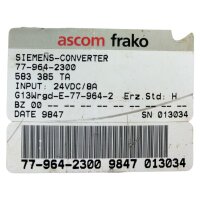 ascom frako
SIEMENS-CONVERTER
77-964-2300
583 385 TA
INPUT: 24VDC/8A
G13Wrgd-E-77-964-2 Erz.Std: H
BZ 00 -- -- -- -- -- -- -- --
DATE 9847 SN 013034
77-964-2300 9847 013034